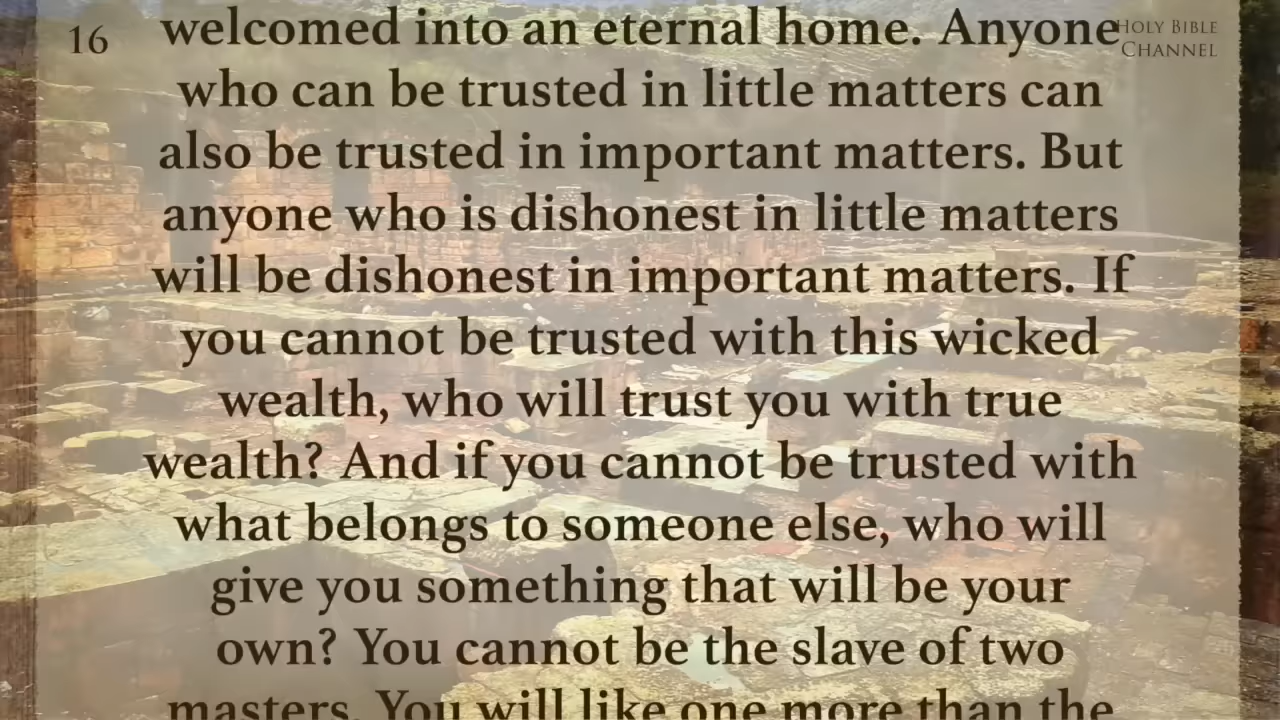 16
HOLY BIBLE
CHANNEL
welcomed into an eternal home. Anyone
who can be trusted in little matters can
also be trusted in important matters. But
anyone who is dishonest in little matters
will be dishonest in important matters. If
you cannot be trusted with this wicked
wealth, who will trust you with true
wealth? And if you cannot be trusted with
what belongs to someone else, who will
give you something that will be your
own? You cannot be the slave of two
masters. You will like one more than the